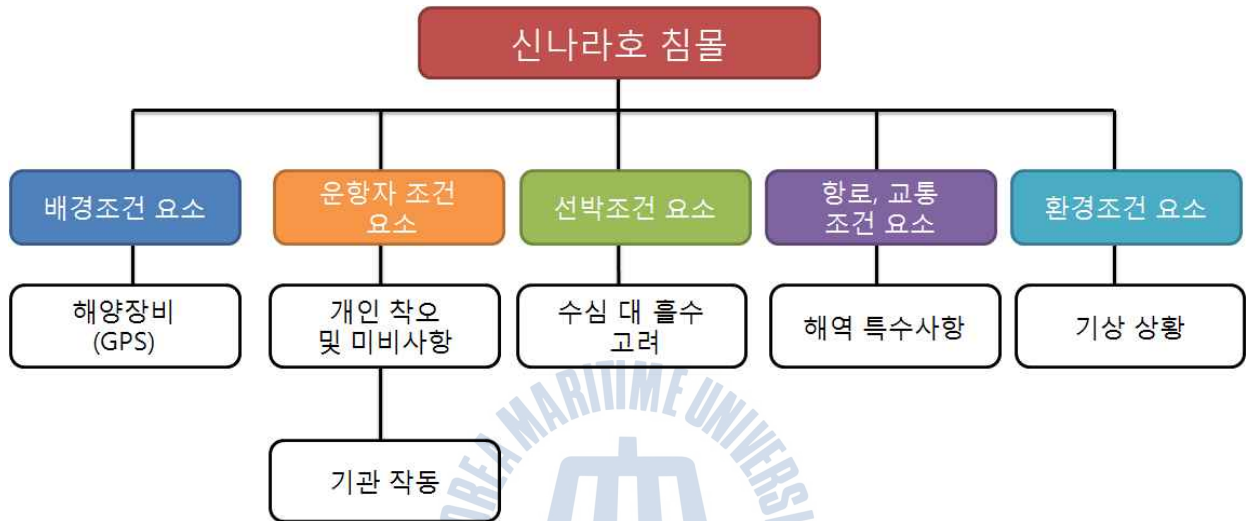 신나라호 침몰
배경조건 요소
운항자 조건
요소
선박조건 요소
항로, 교통
조건 요소
환경조건 요소
해양장비
(GPS)
개인 착오
및 미비사항
수심 대 흘수
고려
해역 특수사항
기상 상황
기관 작동
KOREA MARITIME UNIVERSI